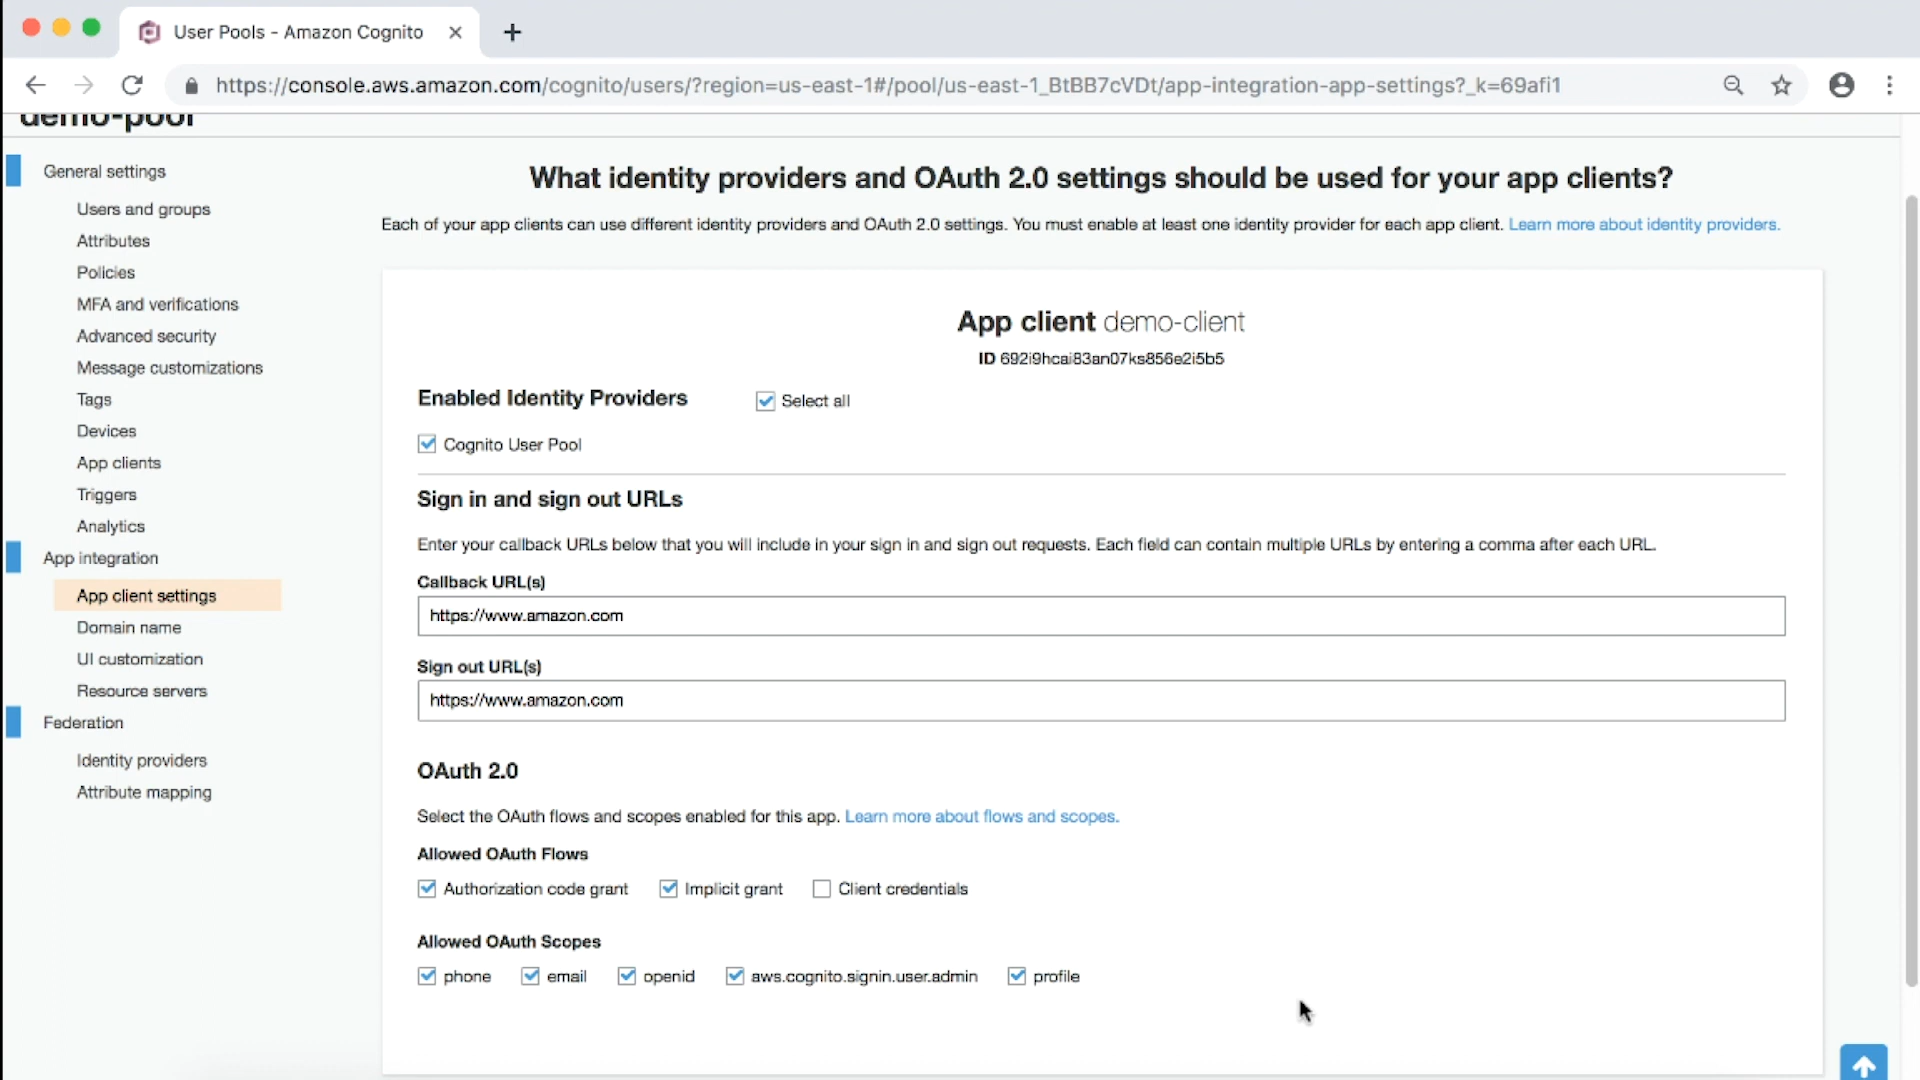 User Pools - Amazon Cognito
https://console.aws.amazon.com/cognito/users/?region=us-east-1#/pool/us-east-1_BtBB7cVDt/app-integration-app-settings?_k=69afi1
demo-pool
General settings
Users and groups
Attributes
Policies
MFA and verifications
Advanced security
Message customizations
Tags
Devices
App clients
Triggers
Analytics
App integration
App client settings
Domain name
UI customization
Resource servers
Federation
Identity providers
Attribute mapping
What identity providers and OAuth 2.0 settings should be used for your app clients?
Each of your app clients can use different identity providers and OAuth 2.0 settings. You must enable at least one identity provider for each app client. Learn more about identity providers.
App client demo-client
ID 692i9hcai83an07ks856e2i5b5
Enabled Identity Providers Select all
Cognito User Pool
Sign in and sign out URLs
Enter your callback URLs below that you will include in your sign in and sign out requests. Each field can contain multiple URLs by entering a comma after each URL.
Callback URL(s)
https://www.amazon.com
Sign out URL(s)
https://www.amazon.com
OAuth 2.0
Select the OAuth flows and scopes enabled for this app. Learn more about flows and scopes.
Allowed OAuth Flows
Authorization code grant Implicit grant Client credentials
Allowed OAuth Scopes
phone email openid aws.cognito.signin.user.admin profile